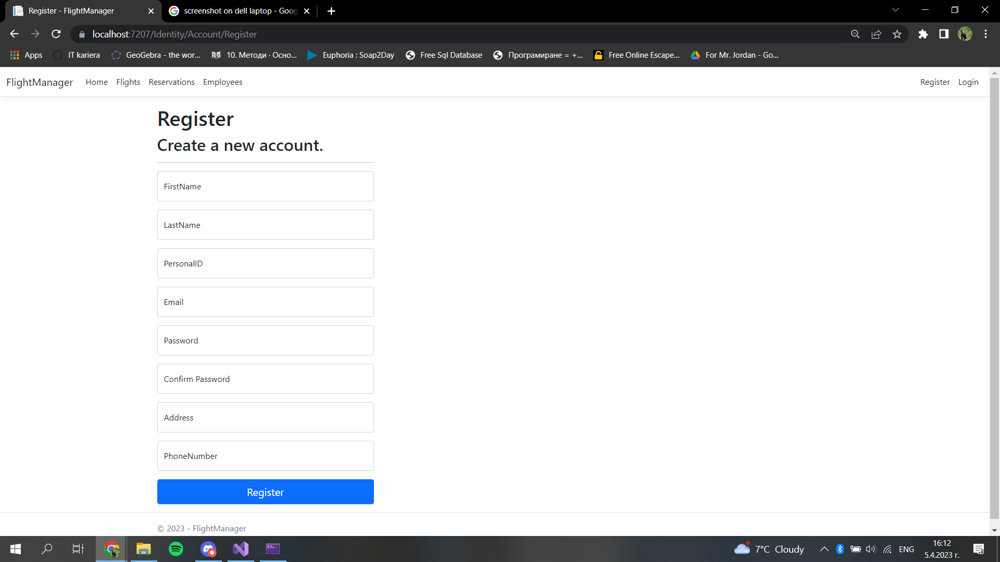 Register - FlightManager
screenshot on dell laptop - Goog
localhost:7207/Identity/Account/Register
Apps
IT kariera
GeoGebra - the wor...
10. Методи · Осно...
Euphoria : Soap2Day
Free Sql Database
Програмиране = +...
Free Online Escape...
For Mr. Jordan - Go...
FlightManager Home Flights Reservations Employees Register Login
Register
Create a new account.
FirstName
LastName
PersonalID
Email
Password
Confirm Password
Address
PhoneNumber
Register
© 2023 - FlightManager
7°C Cloudy
ENG
16:12
5.4.2023 г.